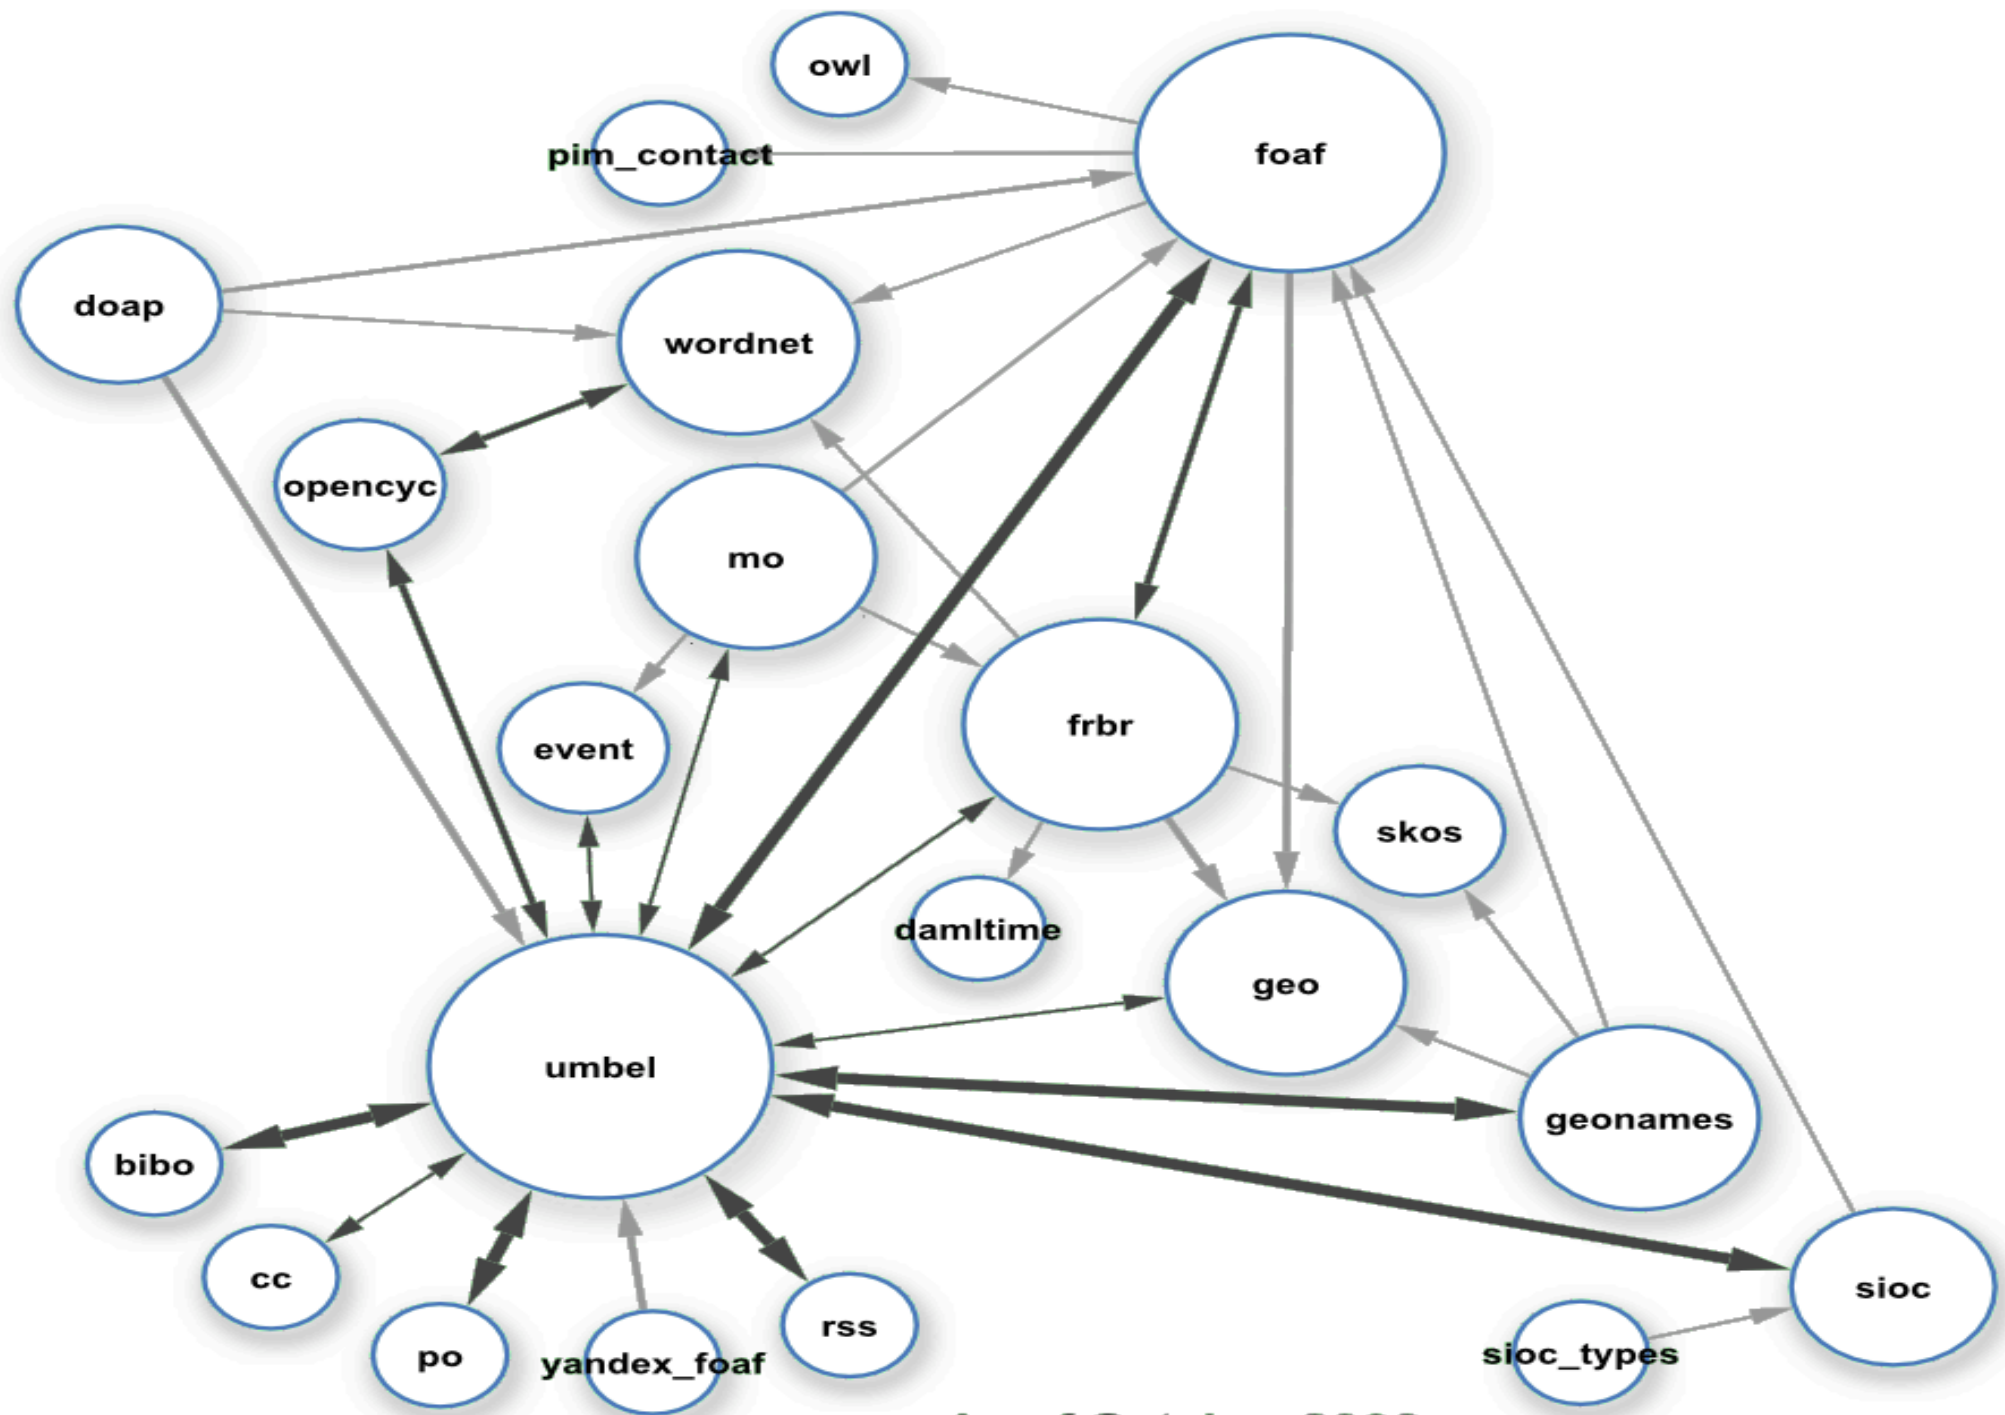 owl
foaf
pim_contact
doap
wordnet
opencyc
mo
frbr
event
skos
damltime
geo
umbel
geonames
bibo
cc
sioc
rss
po
yandex_foaf
sioc_types